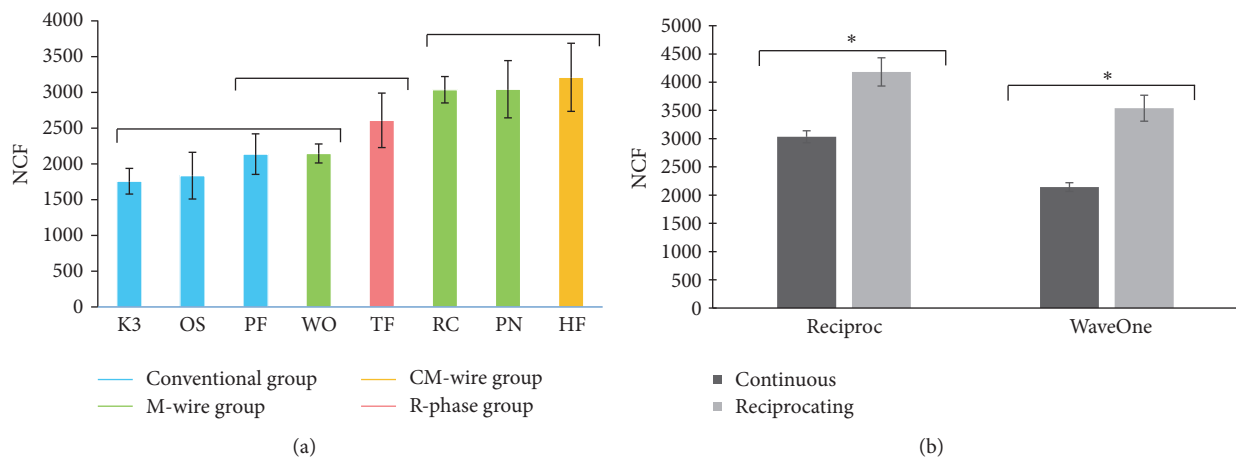 4000
3500
3000
2500
2000
1500
1000
500
0
NCF
K3 OS PF WO TF RC PN HF
Conventional group
M-wire group
CM-wire group
R-phase group
(a)
5000
4500
4000
3500
3000
2500
2000
1500
1000
500
0
NCF
*
*
Reciproc WaveOne
Continuous
Reciprocating
(b)